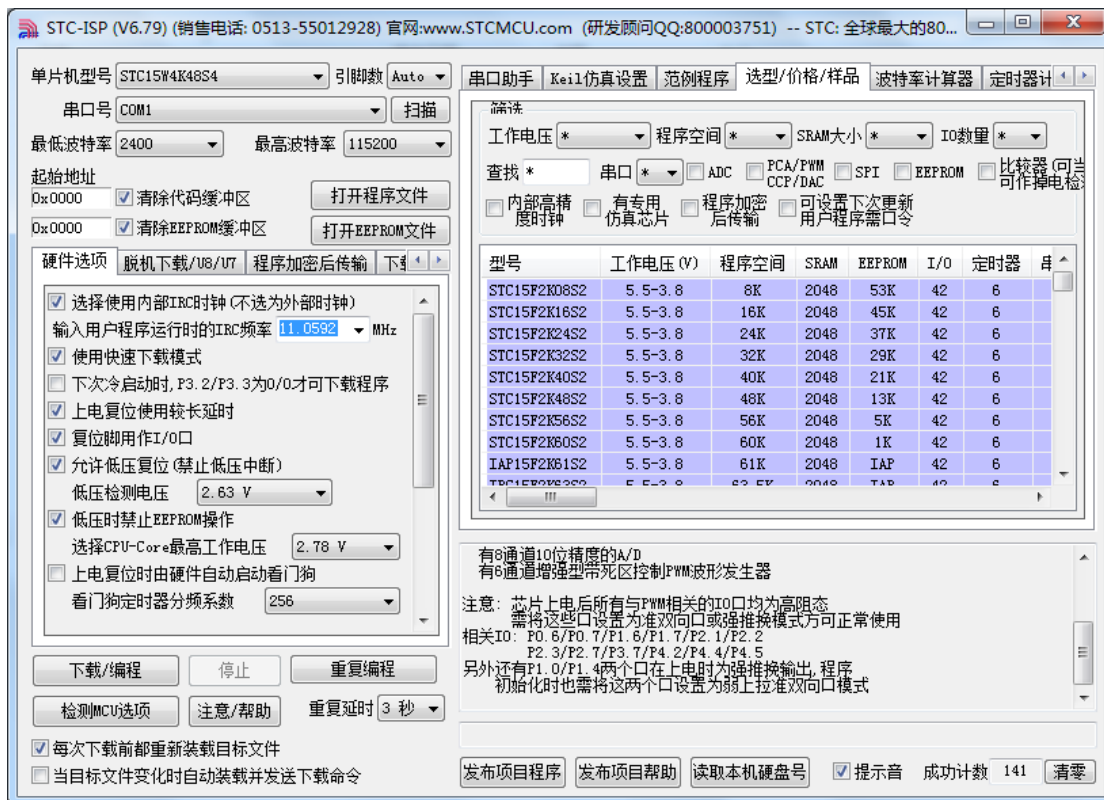 STC-ISP (V6.79) (销售电话: 0513-55012928) 官网:www.STCMCU.com (研发顾问QQ:800003751) -- STC: 全球最大的80...
单片机型号 STC15W4K48S4 引脚数 Auto
串口号 COM1 扫描
最低波特率 2400 最高波特率 115200
起始地址
0x0000 清除代码缓冲区 打开程序文件
0x0000 清除EEPROM缓冲区 打开EEPROM文件
硬件选项 脱机下载/U8/U7 程序加密后传输
选择使用内部IRC时钟(不选为外部时钟)
输入用户程序运行时的IRC频率 11.0592 MHz
使用快速下载模式
下次冷启动时,P3.2/P3.3为0/0才可下载程序
上电复位使用较长延时
复位脚用作I/O口
允许低压复位(禁止低压中断)
低压检测电压 2.63 V
低压时禁止EEPROM操作
选择CPU-Core最高工作电压 2.78 V
上电复位时由硬件自动启动看门狗
看门狗定时器分频系数 256
下载/编程 停止 重复编程
检测MCU选项 注意/帮助 重复延时 3 秒
每次下载前都重新装载目标文件
当目标文件变化时自动装载并发送下载命令
串口助手 Keil仿真设置 范例程序 选型/价格/样品 波特率计算器 定时器计
筛选
工作电压 * 程序空间 * SRAM大小 * IO数量 *
查找 * 串口 * ADC PCA/PWM CCP/DAC SPI EEPROM 比较器(可当 可作掉电检
内部高精度时钟 有专用仿真芯片 程序加密后传输 可设置下次更新用户程序需口令
型号 工作电压(V) 程序空间 SRAM EEPROM I/O 定时器 串
STC15F2K08S2 5.5-3.8 8K 2048 53K 42 6
STC15F2K16S2 5.5-3.8 16K 2048 45K 42 6
STC15F2K24S2 5.5-3.8 24K 2048 37K 42 6
STC15F2K32S2 5.5-3.8 32K 2048 29K 42 6
STC15F2K40S2 5.5-3.8 40K 2048 21K 42 6
STC15F2K48S2 5.5-3.8 48K 2048 13K 42 6
STC15F2K56S2 5.5-3.8 56K 2048 5K 42 6
STC15F2K60S2 5.5-3.8 60K 2048 1K 42 6
IAP15F2K61S2 5.5-3.8 61K 2048 IAP 42 6
有8通道10位精度的A/D
有6通道增强型带死区控制PWM波形发生器
注意: 芯片上电后所有与PWM相关的IO口均为高阻态
需将这些口设置为准双向口或强推挽模式方可正常使用
相关IO: P0.6/P0.7/P1.6/P1.7/P2.1/P2.2
P2.3/P2.7/P3.7/P4.2/P4.4/P4.5
另外还有P1.0/P1.4两个口在上电时为强推挽输出,程序
初始化时也需将这两个口设置为弱上拉准双向口模式
发布项目程序 发布项目帮助 读取本机硬盘号 提示音 成功计数 141 清零